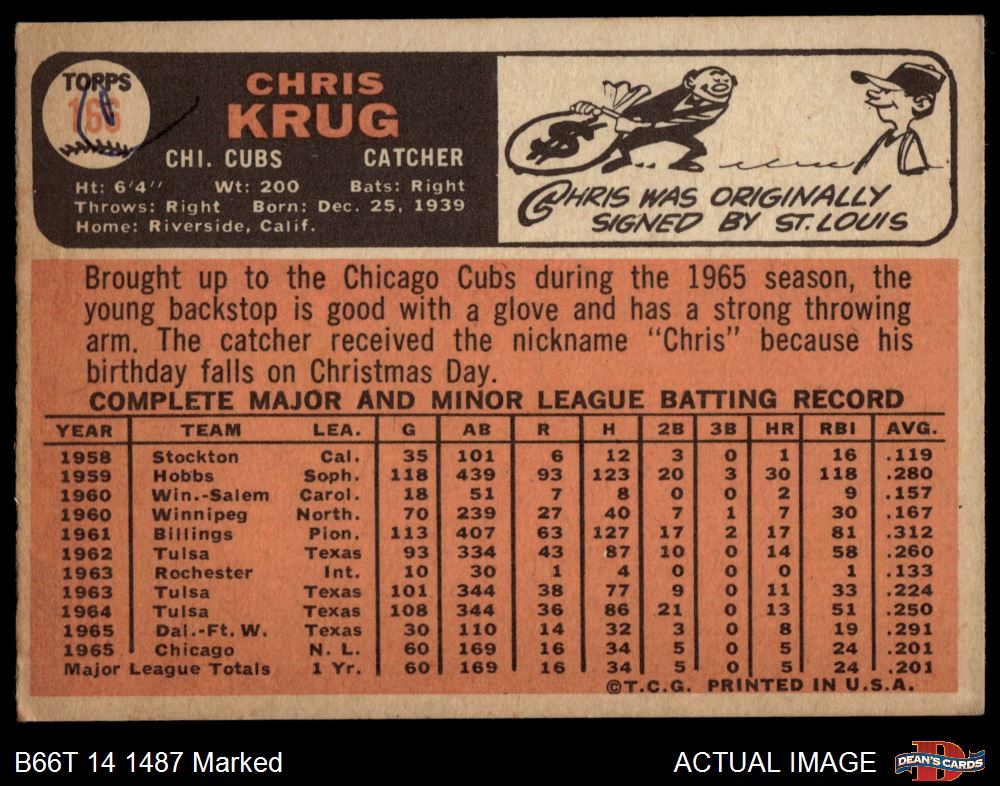 TOPPS
166
CHRIS
KRUG
CHI. CUBS CATCHER
Ht: 6'4" Wt: 200 Bats: Right
Throws: Right Born: Dec. 25, 1939
Home: Riverside, Calif.
CHRIS WAS ORIGINALLY
SIGNED BY ST. LOUIS
Brought up to the Chicago Cubs during the 1965 season, the
young backstop is good with a glove and has a strong throwing
arm. The catcher received the nickname "Chris" because his
birthday falls on Christmas Day.
COMPLETE MAJOR AND MINOR LEAGUE BATTING RECORD
YEAR TEAM LEA. G AB R H 2B 3B HR RBI AVG.
1958 Stockton Cal. 35 101 6 12 3 0 1 16 .119
1959 Hobbs Soph. 118 439 93 123 20 3 30 118 .280
1960 Win.-Salem Carol. 18 51 7 8 0 0 2 9 .157
1960 Winnipeg North. 70 239 27 40 7 1 7 30 .167
1961 Billings Pion. 113 407 63 127 17 2 17 81 .312
1962 Tulsa Texas 93 334 43 87 10 0 14 58 .260
1963 Rochester Int. 10 30 1 4 0 0 0 1 .133
1963 Tulsa Texas 101 344 38 77 9 0 11 33 .224
1964 Tulsa Texas 108 344 36 86 21 0 13 51 .250
1965 Dal.-Ft. W. Texas 30 110 14 32 3 0 8 19 .291
1965 Chicago N. L. 60 169 16 34 5 0 5 24 .201
Major League Totals 1 Yr. 60 169 16 34 5 0 5 24 .201
©T.C.G. PRINTED IN U.S.A.
B66T 14 1487 Marked
ACTUAL IMAGE
DEAN'S CARDS